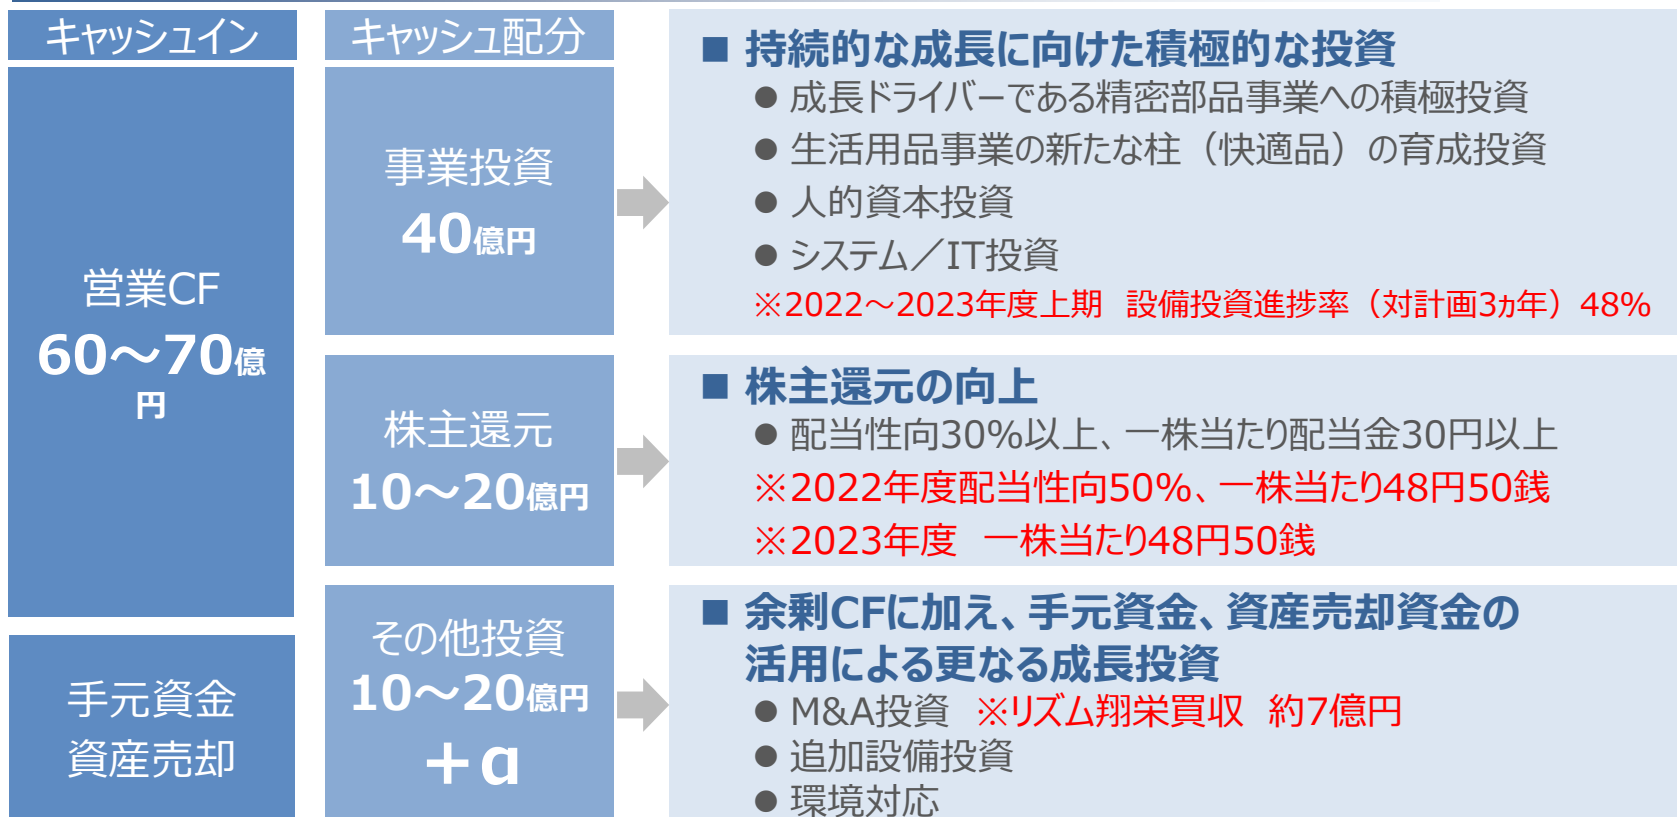 キャッシュイン
営業CF
60～70億
円
手元資金
資産売却
キャッシュ配分
事業投資
40億円
株主還元
10～20億円
その他投資
10～20億円
＋α
■ 持続的な成長に向けた積極的な投資
● 成長ドライバーである精密部品事業への積極投資
● 生活用品事業の新たな柱（快適品）の育成投資
● 人的資本投資
● システム／IT投資
※2022～2023年度上期　設備投資進捗率（対計画3ヵ年）48%
■ 株主還元の向上
● 配当性向30%以上、一株当たり配当金30円以上
※2022年度配当性向50%、一株当たり48円50銭
※2023年度　一株当たり48円50銭
■ 余剰CFに加え、手元資金、資産売却資金の
活用による更なる成長投資
● M&A投資　※リズム翔栄買収　約7億円
● 追加設備投資
● 環境対応